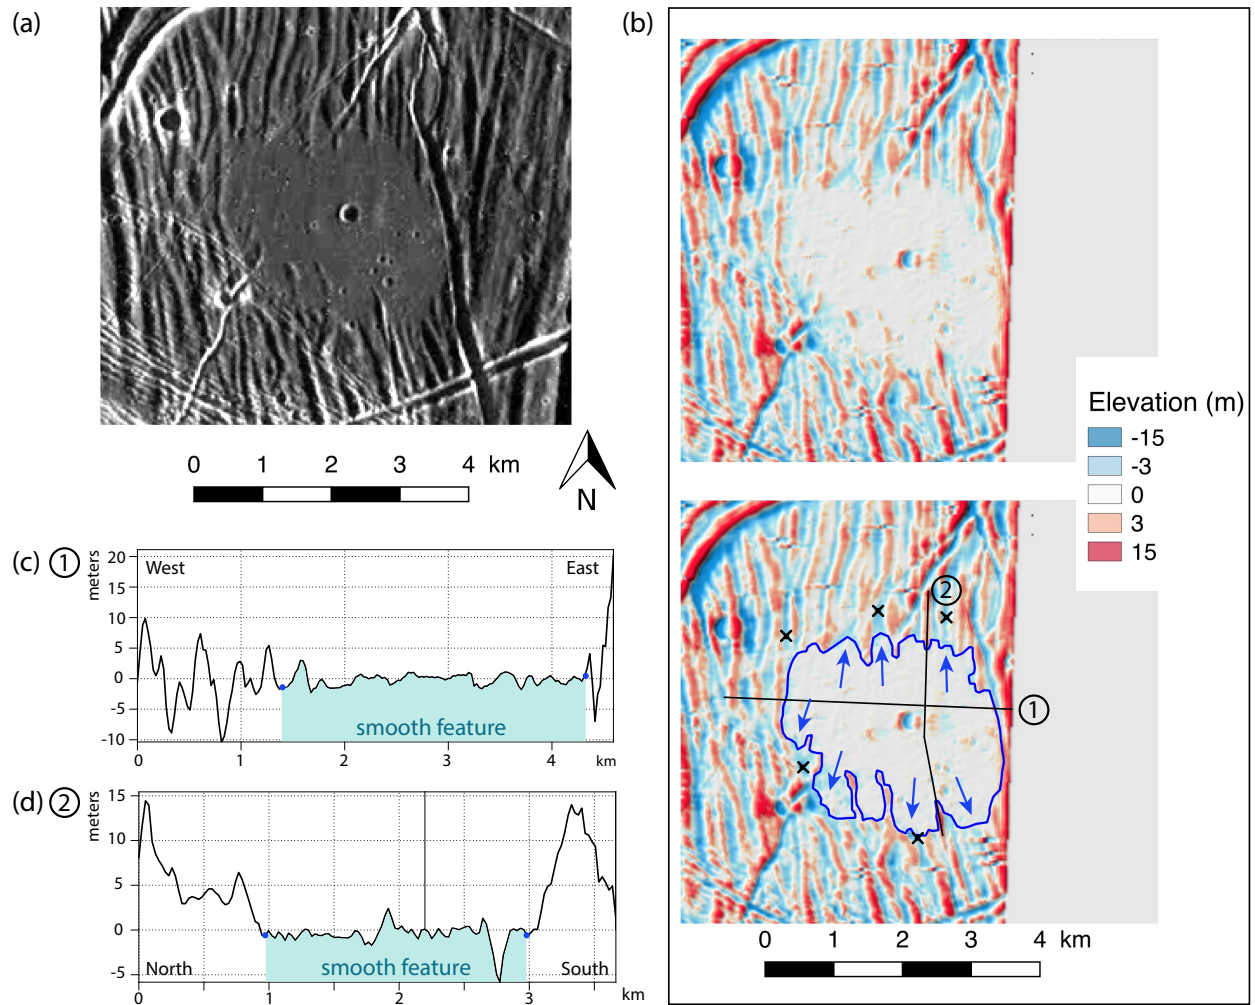 (a)
(b)
0 1 2 3 4 km
N
Elevation (m)
-15
-3
0
3
15
(c) 1
meters
20
15
10
5
0
-5
-10
West East
smooth feature
0 1 2 3 4 km
(d) 2
meters
15
10
5
0
-5
North South
smooth feature
0 1 2 3 km
2
1
0 1 2 3 4 km